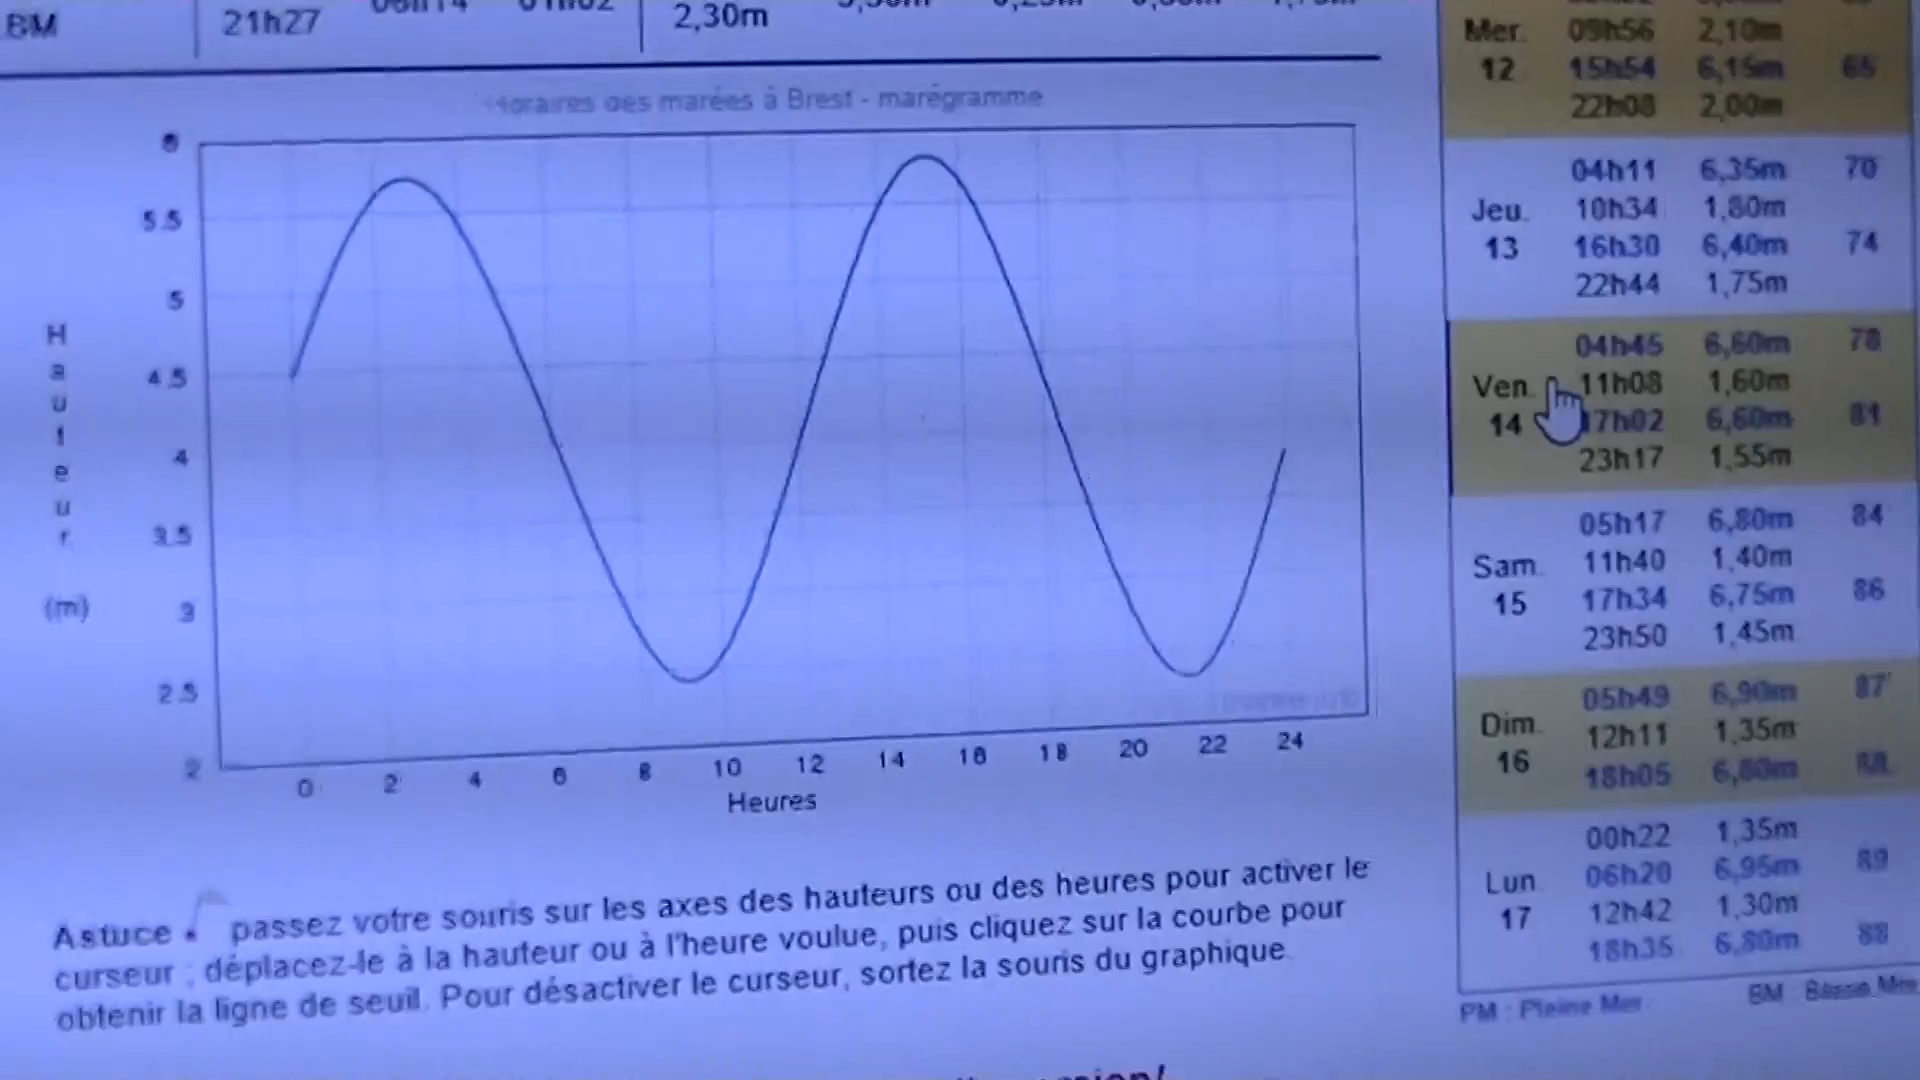 BM 21h27 2,30m
Horaires des marées à Brest - marégramme
6
5.5
5
4.5
4
3.5
3
2.5
2
Hauteur (m)
0 2 4 6 8 10 12 14 16 18 20 22 24
Heures
Astuce : passez votre souris sur les axes des hauteurs ou des heures pour activer le
curseur ; déplacez-le à la hauteur ou à l'heure voulue, puis cliquez sur la courbe pour
obtenir la ligne de seuil. Pour désactiver le curseur, sortez la souris du graphique.
Mer. 12
09h56 2,10m
15h54 6,15m 65
22h08 2,00m
Jeu. 13
04h11 6,35m 70
10h34 1,80m
16h30 6,40m 74
22h44 1,75m
Ven. 14
04h45 6,60m 78
11h08 1,60m
17h02 6,60m 81
23h17 1,55m
Sam. 15
05h17 6,80m 84
11h40 1,40m
17h34 6,75m 86
23h50 1,45m
Dim. 16
05h49 6,90m 87
12h11 1,35m
18h05 6,80m 88
Lun. 17
00h22 1,35m
06h20 6,95m 89
12h42 1,30m
18h35 6,80m 88
PM : Pleine Mer BM : Basse Mer